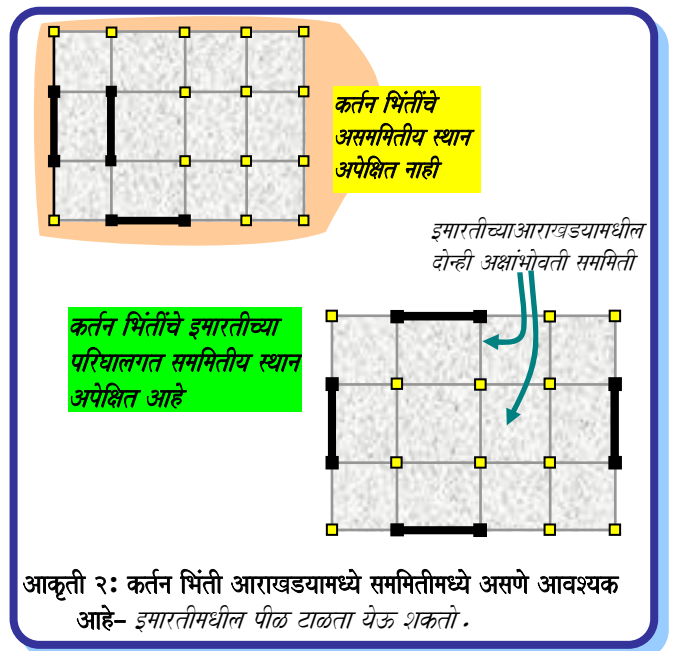 कर्तन भिंतींचे
असममितीय स्थान
अपेक्षित नाही
इमारतीच्याआराखडयामधील
दोन्ही अक्षांभोवती सममिती
कर्तन भिंतींचे इमारतीच्या
परिघालगत सममितीय स्थान
अपेक्षित आहे
आकृती २: कर्तन भिंती आराखडयामध्ये सममितीमध्ये असणे आवश्यक
आहे- इमारतीमधील पीळ टाळता येऊ शकतो.